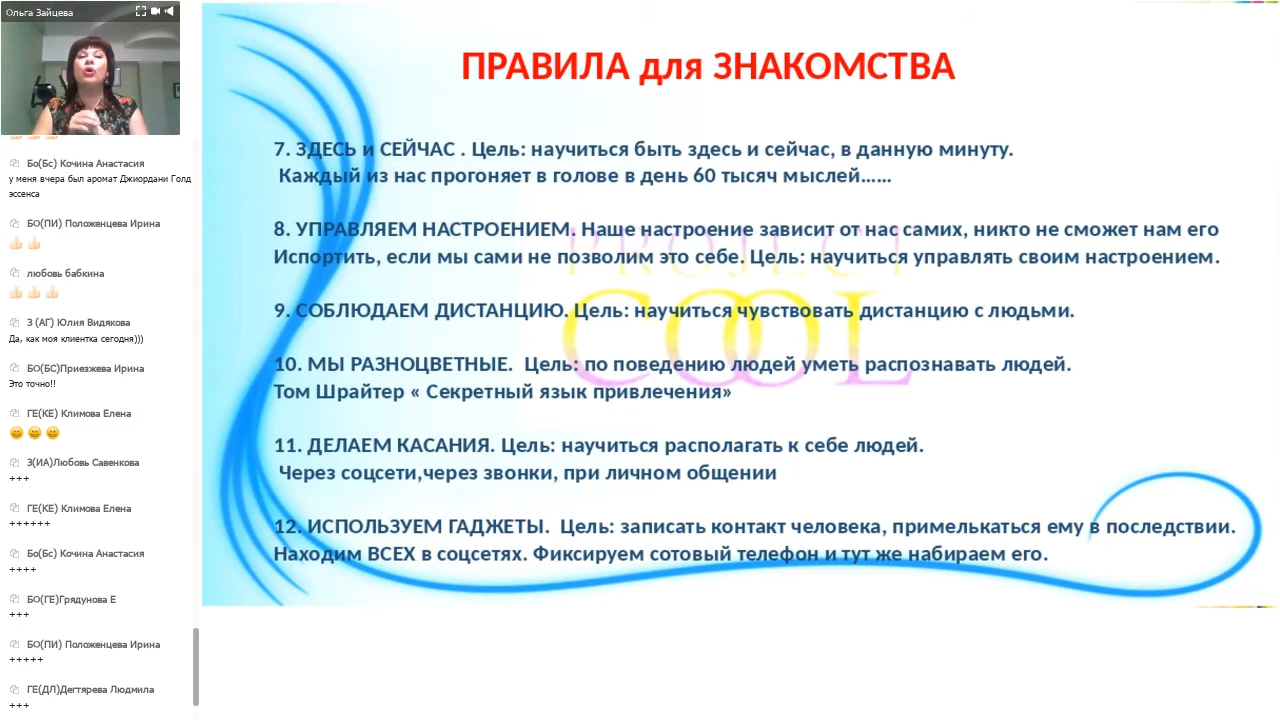 Ольга Зайцева
Бо(Бс) Кочина Анастасия
у меня вчера был аромат Джиордани Голд
эссенса
БО(ПИ) Положенцева Ирина
любовь бабкина
З (АГ) Юлия Видякова
Да, как моя клиентка сегодня)))
БО(БС)Приезжева Ирина
Это точно!!
ГЕ(КЕ) Климова Елена
З(ИА)Любовь Савенкова
+++
ГЕ(КЕ) Климова Елена
++++++
Бо(Бс) Кочина Анастасия
++++
БО(ГЕ)Грядунова Е
+++
БО(ПИ) Положенцева Ирина
+++++
ГЕ(ДЛ)Дегтярева Людмила
+++
ПРАВИЛА для ЗНАКОМСТВА
7. ЗДЕСЬ и СЕЙЧАС . Цель: научиться быть здесь и сейчас, в данную минуту.
Каждый из нас прогоняет в голове в день 60 тысяч мыслей......
8. УПРАВЛЯЕМ НАСТРОЕНИЕМ. Наше настроение зависит от нас самих, никто не сможет нам его
Испортить, если мы сами не позволим это себе. Цель: научиться управлять своим настроением.
PROJECT
COOL
9. СОБЛЮДАЕМ ДИСТАНЦИЮ. Цель: научиться чувствовать дистанцию с людьми.
10. МЫ РАЗНОЦВЕТНЫЕ. Цель: по поведению людей уметь распознавать людей.
Том Шрайтер « Секретный язык привлечения»
11. ДЕЛАЕМ КАСАНИЯ. Цель: научиться располагать к себе людей.
Через соцсети,через звонки, при личном общении
12. ИСПОЛЬЗУЕМ ГАДЖЕТЫ. Цель: записать контакт человека, примелькаться ему в последствии.
Находим ВСЕХ в соцсетях. Фиксируем сотовый телефон и тут же набираем его.